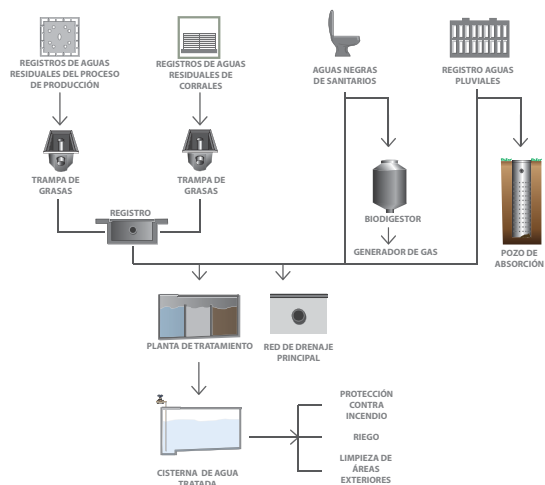 REGISTROS DE AGUAS
RESIDUALES DEL PROCESO
DE PRODUCCIÓN
REGISTROS DE AGUAS
RESIDUALES DE
CORRALES
AGUAS NEGRAS
DE SANITARIOS
REGISTRO AGUAS
PLUVIALES
TRAMPA DE
GRASAS
TRAMPA DE
GRASAS
REGISTRO
BIODIGESTOR
GENERADOR DE GAS
POZO DE
ABSORCIÓN
PLANTA DE TRATAMIENTO
RED DE DRENAJE
PRINCIPAL
PROTECCIÓN
CONTRA
INCENDIO
RIEGO
LIMPIEZA DE
ÁREAS
EXTERIORES
CISTERNA DE AGUA
TRATADA